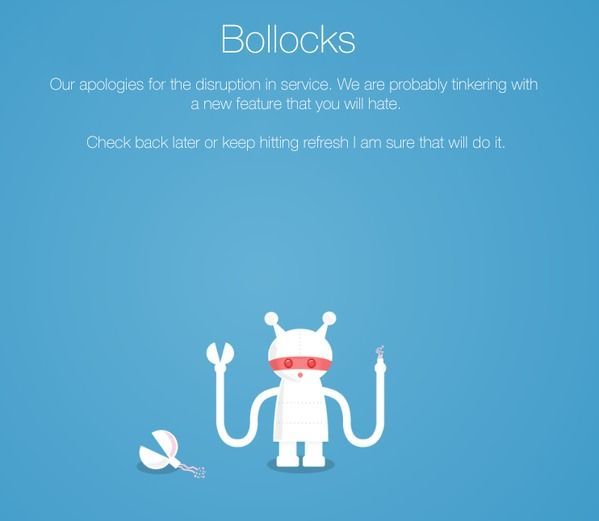 Bollocks
Our apologies for the disruption in service. We are probably tinkering with
a new feature that you will hate.
Check back later or keep hitting refresh I am sure that will do it.